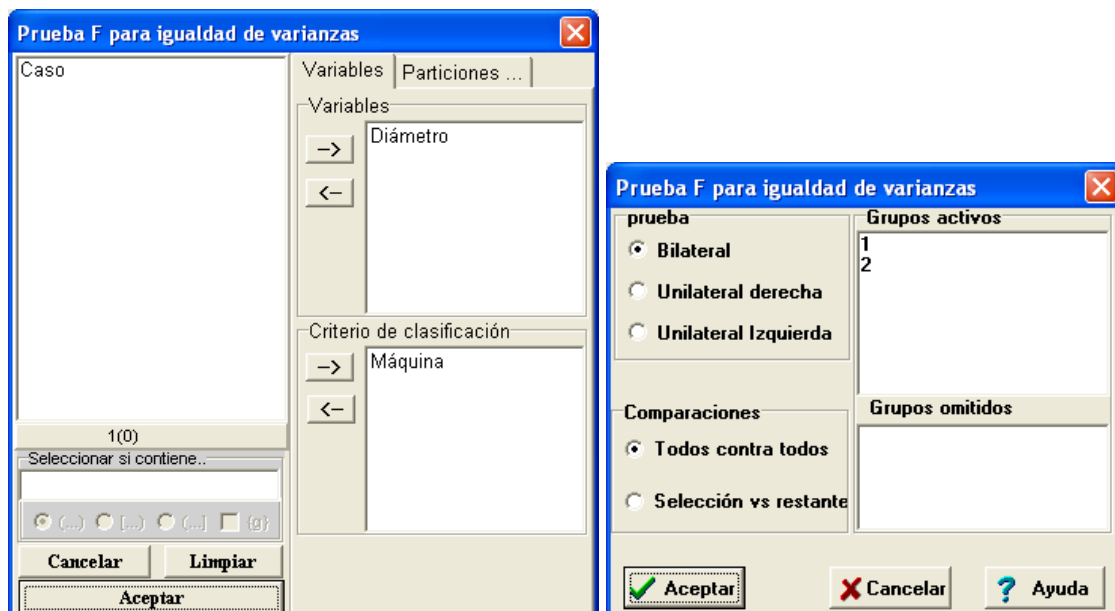 Prueba F para igualdad de varianzas
Caso
1(0)
Seleccionar si contiene..
(...) [...) (...] {g}
Cancelar Limpiar
Aceptar
Variables Particiones ...
Variables
-->
<--
Diámetro
Criterio de clasificación
-->
<--
Máquina
Prueba F para igualdad de varianzas
prueba
Bilateral
Unilateral derecha
Unilateral Izquierda
Comparaciones
Todos contra todos
Selección vs restante
Grupos activos
1
2
Grupos omitidos
Aceptar Cancelar ? Ayuda